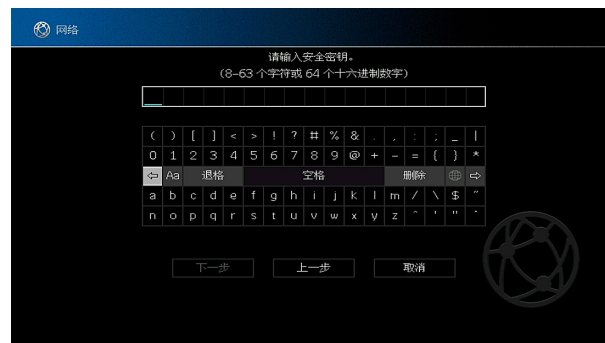 网络
请输入安全密钥。
(8-63 个字符或 64 个十六进制数字)
( ) [ ] < > ! ? # % & . , : ; _ |
0 1 2 3 4 5 6 7 8 9 @ + - = { } *
⇦ Aa 退格 空格 删除 ⇨
a b c d e f g h i j k l m / \ $ ~
n o p q r s t u v w x y z ^ ' " `
下一步 上一步 取消